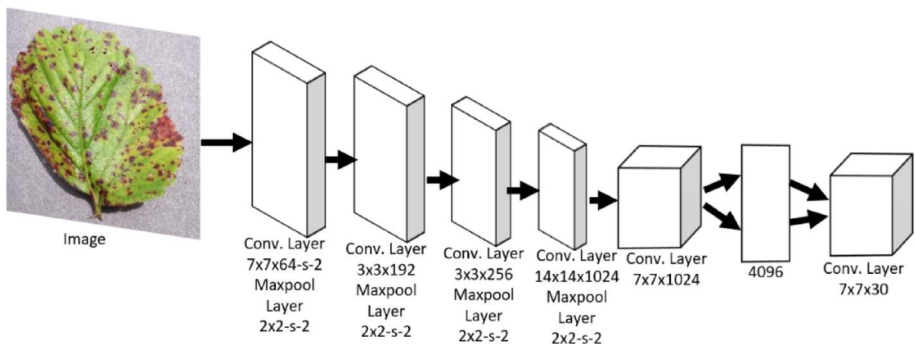 Image
Conv. Layer
7x7x64-s-2
Maxpool
Layer
2x2-s-2
Conv. Layer
3x3x192
Maxpool
Layer
2x2-s-2
Conv. Layer
3x3x256
Maxpool
Layer
2x2-s-2
Conv. Layer
14x14x1024
Maxpool
Layer
2x2-s-2
Conv. Layer
7x7x1024
4096
Conv. Layer
7x7x30